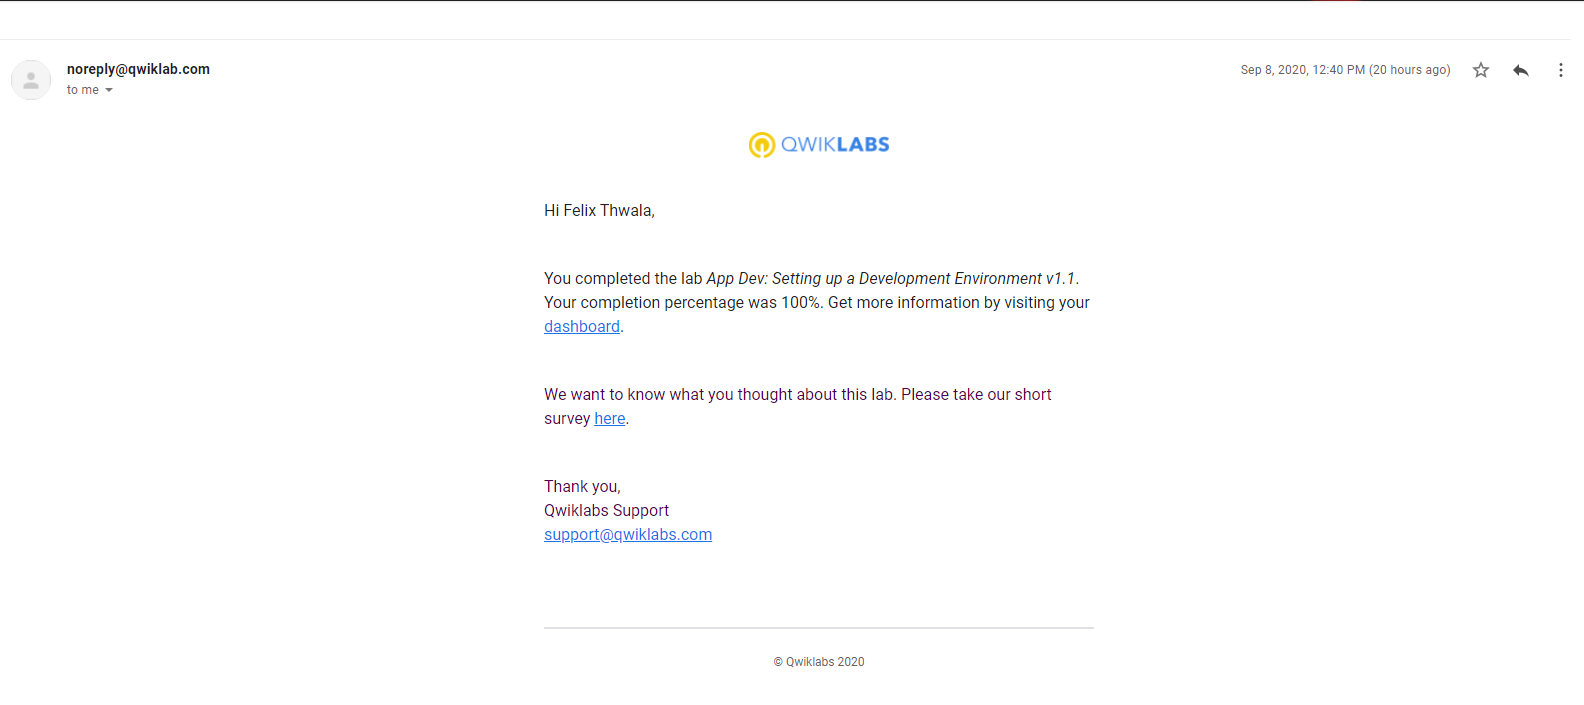 noreply@qwiklab.com
Sep 8, 2020, 12:40 PM (20 hours ago)
to me
QWIKLABS
Hi Felix Thwala,
You completed the lab App Dev: Setting up a Development Environment v1.1.
Your completion percentage was 100%. Get more information by visiting your
dashboard.
We want to know what you thought about this lab. Please take our short
survey here.
Thank you,
Qwiklabs Support
support@qwiklabs.com
© Qwiklabs 2020